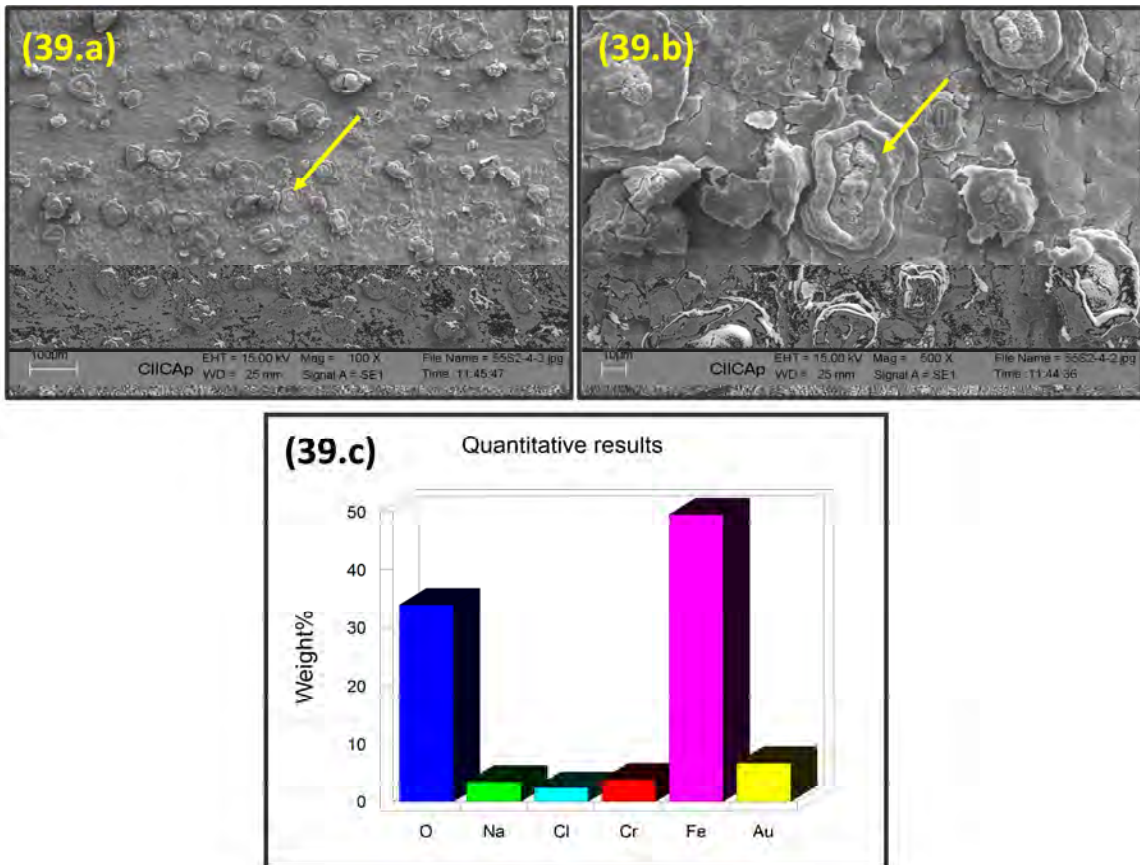 (39.a)
100µm
CIICAp
EHT = 15.00 kV Mag = 100 X File Name = 55S2-4-3.jpg
WD = 25 mm Signal A = SE1 Time :11:45:47
(39.b)
10µm
CIICAp
EHT = 15.00 kV Mag = 500 X File Name = 55S2-4-2.jpg
WD = 25 mm Signal A = SE1 Time :11:44:36
(39.c)
Quantitative results
Weight%
50
40
30
20
10
0
O Na Cl Cr Fe Au